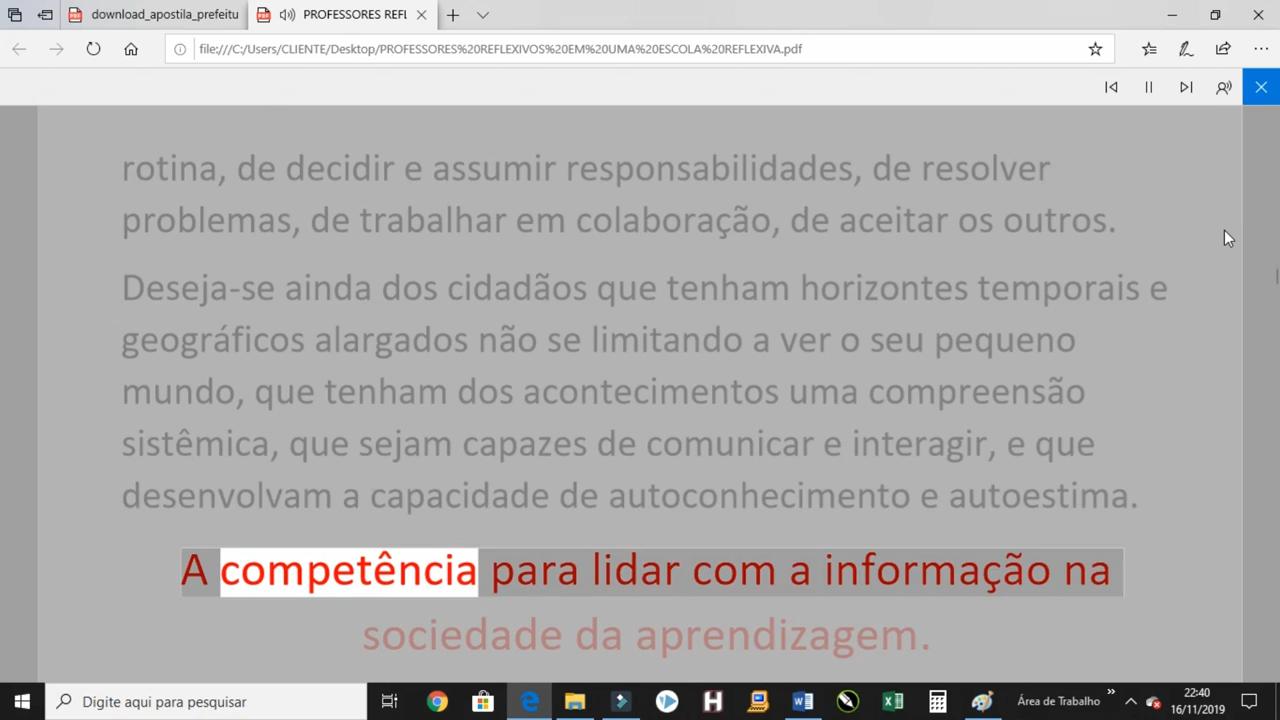 download_apostila_prefeitu
PROFESSORES REFL
file:///C:/Users/CLIENTE/Desktop/PROFESSORES%20REFLEXIVOS%20EM%20UMA%20ESCOLA%20REFLEXIVA.pdf
rotina, de decidir e assumir responsabilidades, de resolver
problemas, de trabalhar em colaboração, de aceitar os outros.
Deseja-se ainda dos cidadãos que tenham horizontes temporais e
geográficos alargados não se limitando a ver o seu pequeno
mundo, que tenham dos acontecimentos uma compreensão
sistêmica, que sejam capazes de comunicar e interagir, e que
desenvolvam a capacidade de autoconhecimento e autoestima.
A competência para lidar com a informação na
sociedade da aprendizagem.
Digite aqui para pesquisar
Área de Trabalho
22:40
16/11/2019